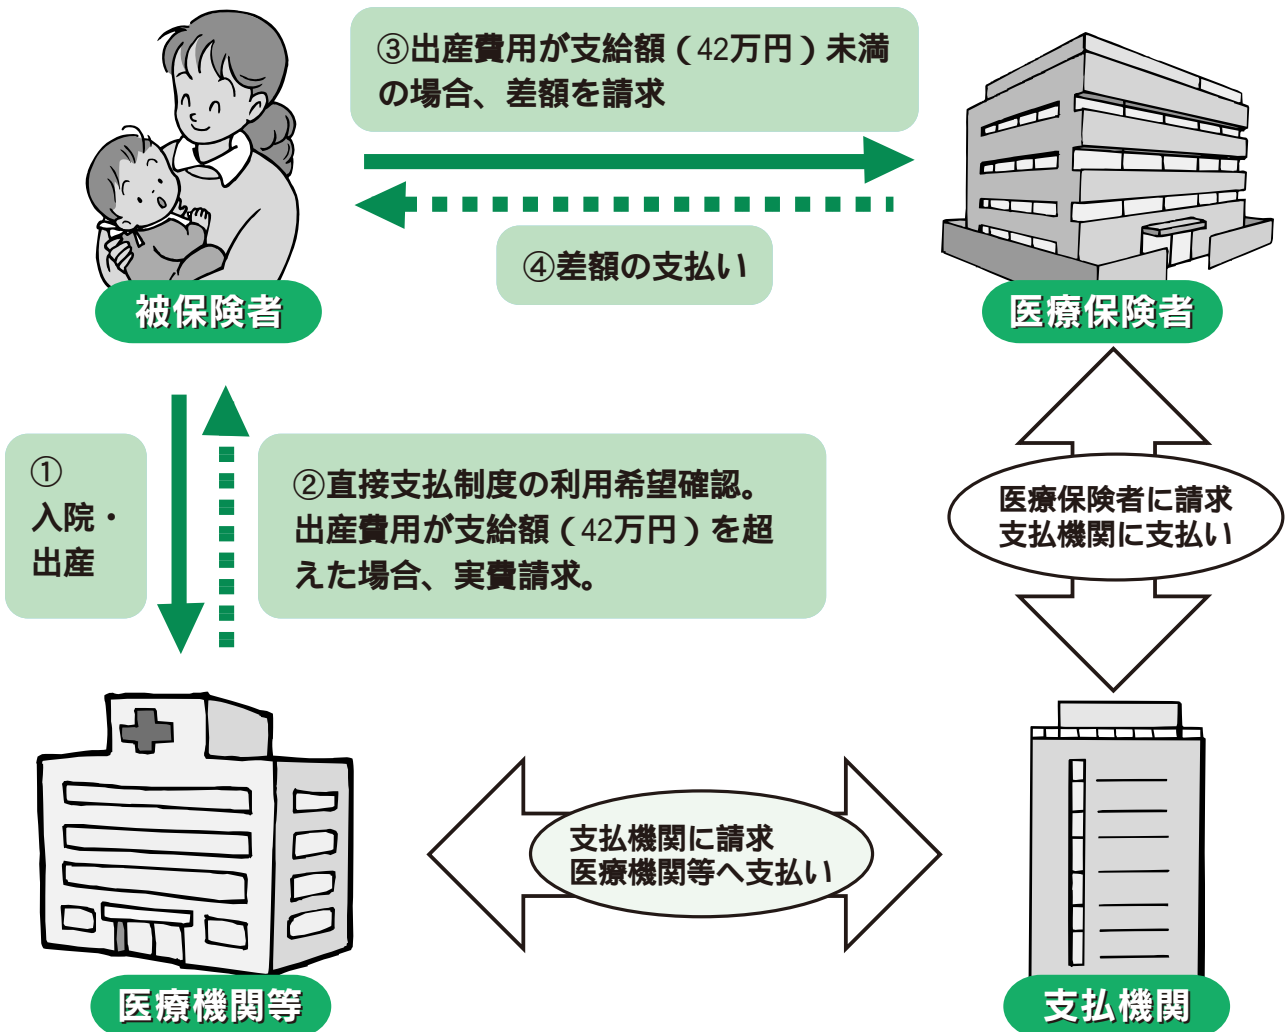 ③出産費用が支給額（42万円）未満
の場合、差額を請求
④差額の支払い
被保険者
医療保険者
①
入院・
出産
②直接支払制度の利用希望確認。
出産費用が支給額（42万円）を超
えた場合、実費請求。
医療保険者に請求
支払機関に支払い
支払機関に請求
医療機関等へ支払い
医療機関等
支払機関